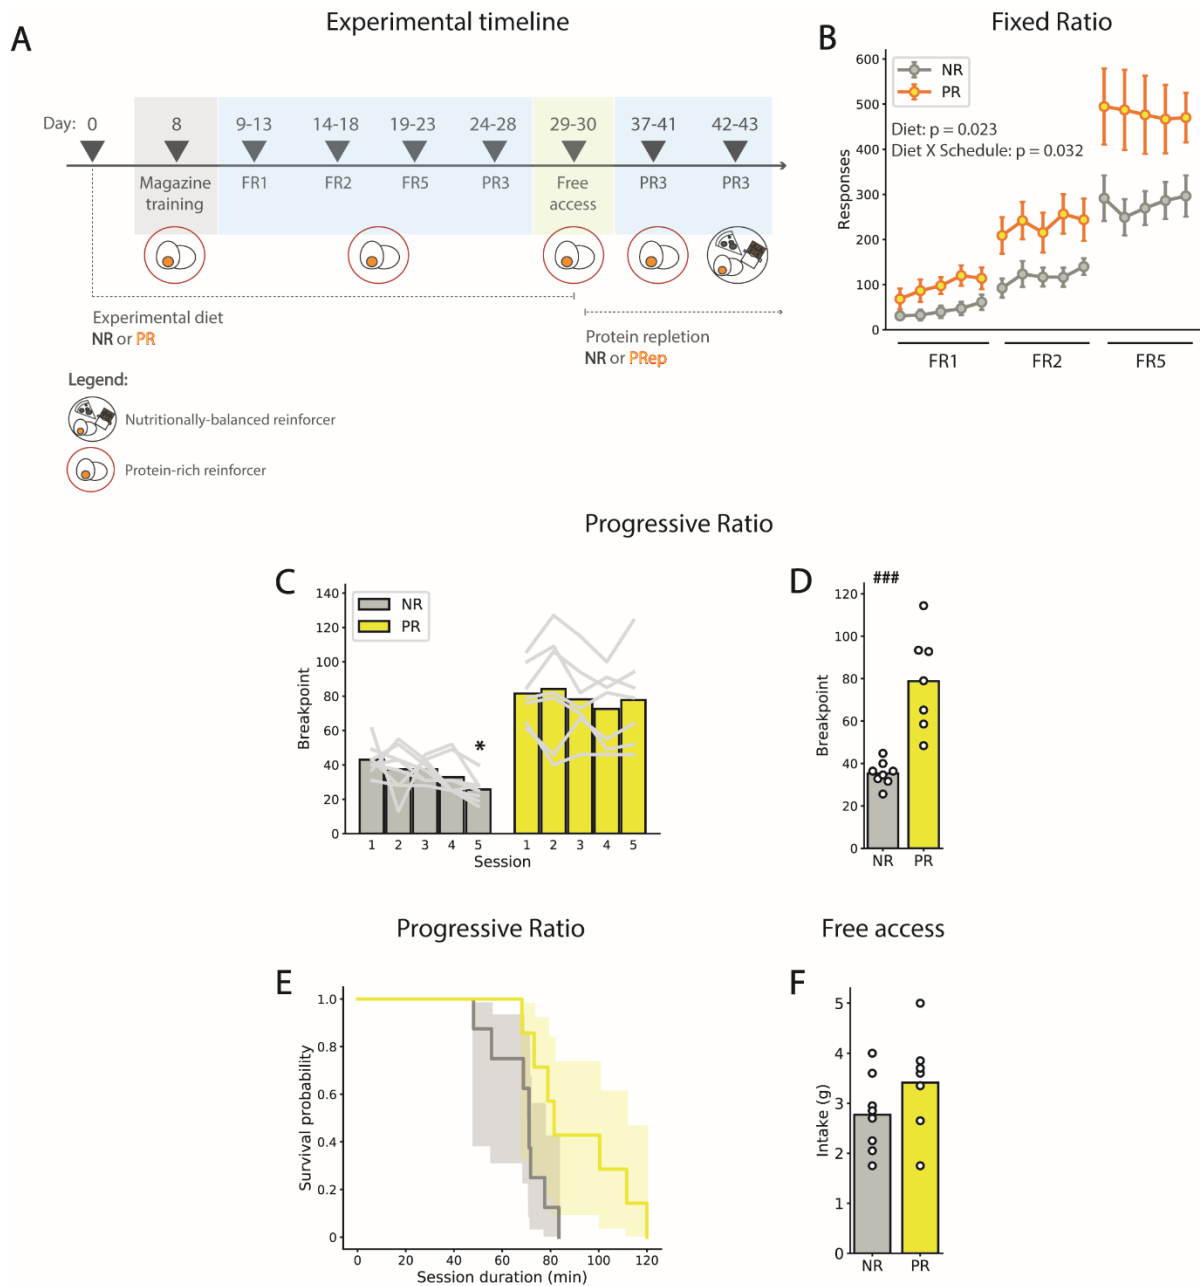 Experimental timeline
A
Day: 0 8 9-13 14-18 19-23 24-28 29-30 37-41 42-43
Magazine training FR1 FR2 FR5 PR3 Free access PR3 PR3
Experimental diet
NR or PR
Protein repletion
NR or PRep
Legend:
Nutritionally-balanced reinforcer
Protein-rich reinforcer
Fixed Ratio
B
600
500
400
300
200
100
0
Responses
NR
PR
Diet: p = 0.023
Diet X Schedule: p = 0.032
FR1 FR2 FR5
Progressive Ratio
C
140
120
100
80
60
40
20
0
Breakpoint
NR
PR
*
1 2 3 4 5 1 2 3 4 5
Session
D
###
120
100
80
60
40
20
0
Breakpoint
NR PR
Progressive Ratio
E
1.0
0.8
0.6
0.4
0.2
0
Survival probability
0 20 40 60 80 100 120
Session duration (min)
Free access
F
5
4
3
2
1
0
Intake (g)
NR PR